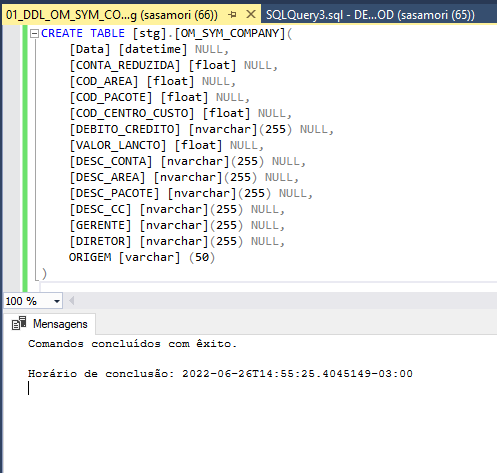 01_DDL_OM_SYM_CO...g (sasamori (66))* SQLQuery3.sql - DE...OD (sasamori (65))
CREATE TABLE [stg].[OM_SYM_COMPANY](
[Data] [datetime] NULL,
[CONTA_REDUZIDA] [float] NULL,
[COD_AREA] [float] NULL,
[COD_PACOTE] [float] NULL,
[COD_CENTRO_CUSTO] [float] NULL,
[DEBITO_CREDITO] [nvarchar](255) NULL,
[VALOR_LANCTO] [float] NULL,
[DESC_CONTA] [nvarchar](255) NULL,
[DESC_AREA] [nvarchar](255) NULL,
[DESC_PACOTE] [nvarchar](255) NULL,
[DESC_CC] [nvarchar](255) NULL,
[GERENTE] [nvarchar](255) NULL,
[DIRETOR] [nvarchar](255) NULL,
ORIGEM [varchar] (50)
)
100 %
Mensagens
Comandos concluídos com êxito.
Horário de conclusão: 2022-06-26T14:55:25.4045149-03:00